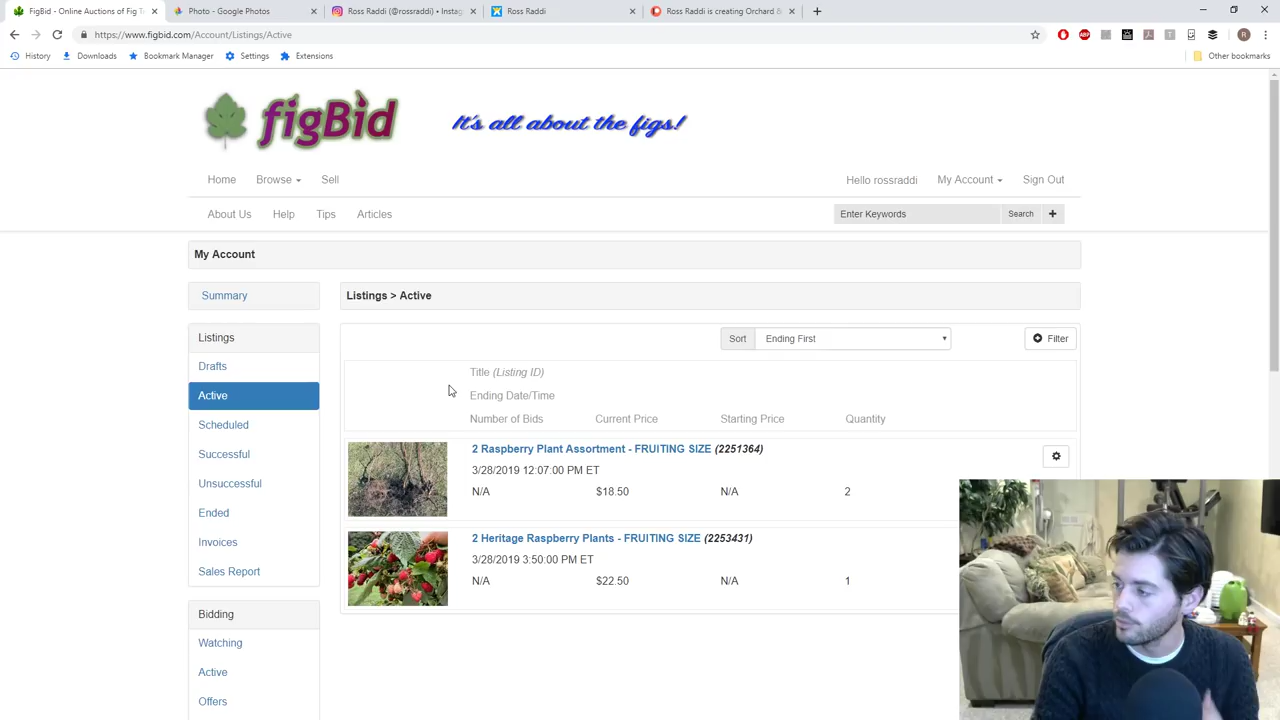 FigBid - Online Auctions of Fig T
Photo - Google Photos
Ross Raddi (@rossraddi) • Instag
Ross Raddi
Ross Raddi is creating Orchard &
https://www.figbid.com/Account/Listings/Active
History Downloads Bookmark Manager Settings Extensions Other bookmarks
figBid It's all about the figs!
Home Browse Sell Hello rossraddi My Account Sign Out
About Us Help Tips Articles Enter Keywords Search
My Account
Summary
Listings
Drafts
Active
Scheduled
Successful
Unsuccessful
Ended
Invoices
Sales Report
Bidding
Watching
Active
Offers
Listings > Active
Sort Ending First Filter
Title (Listing ID)
Ending Date/Time
Number of Bids Current Price Starting Price Quantity
2 Raspberry Plant Assortment - FRUITING SIZE (2251364)
3/28/2019 12:07:00 PM ET
N/A $18.50 N/A 2
2 Heritage Raspberry Plants - FRUITING SIZE (2253431)
3/28/2019 3:50:00 PM ET
N/A $22.50 N/A 1